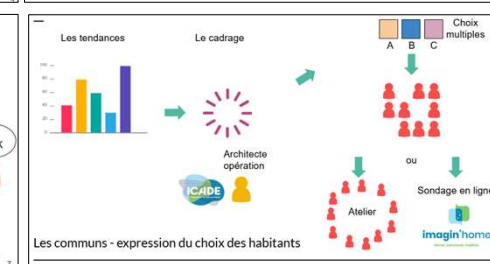 Les tendances
Le cadrage
Choix
multiples
A B C
Architecte
opération
ICADE
ou
Atelier
Sondage en ligne
imagin'home
Les communs - expression du choix des habitants